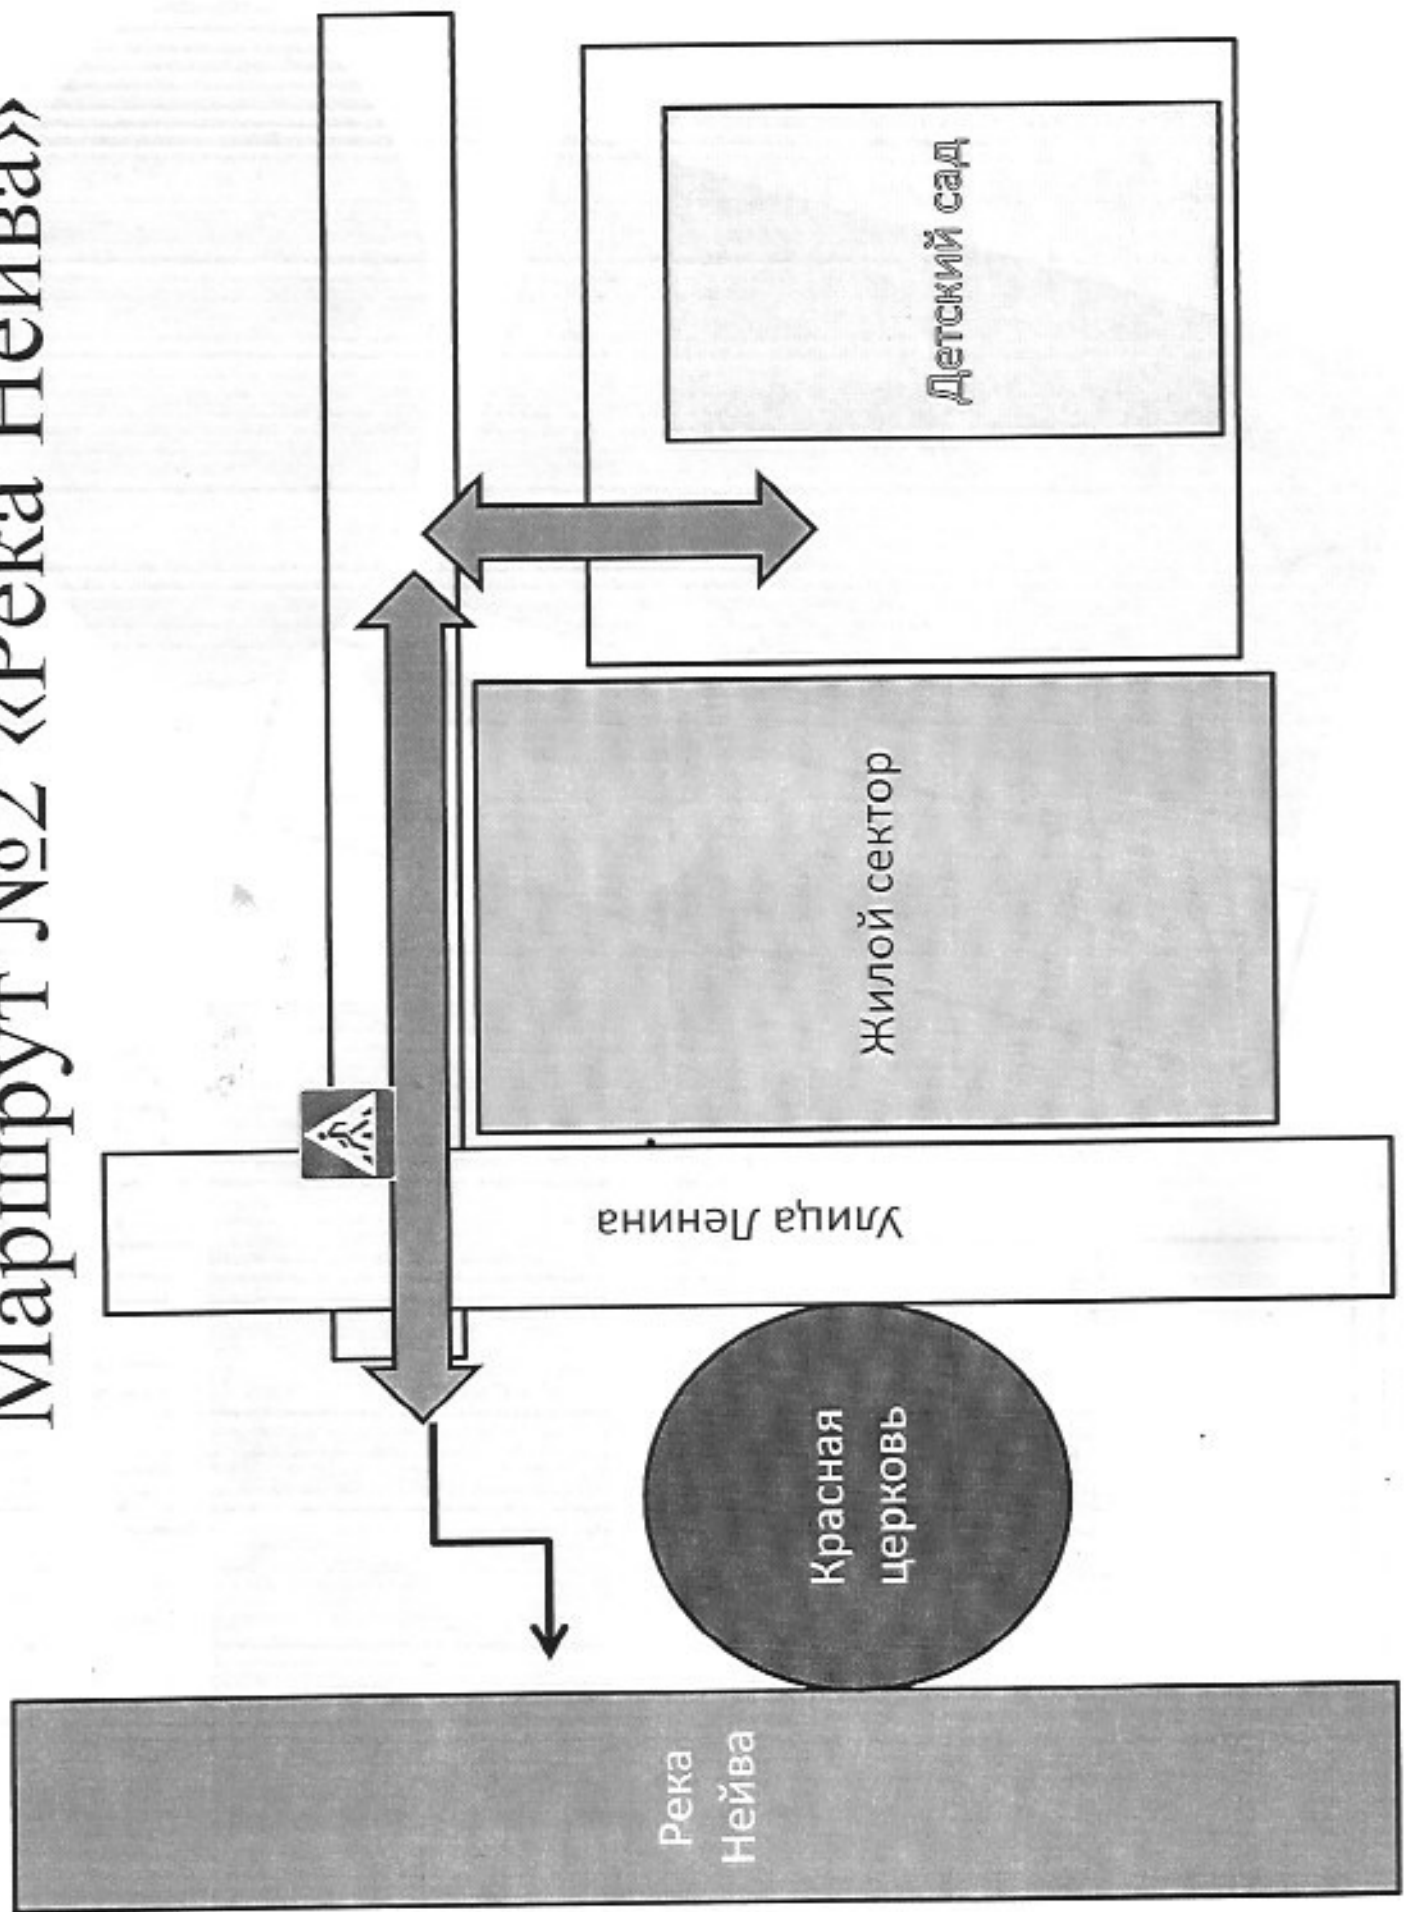 Маршрут №2 «Река Нейва»
Река
Нейва
Красная
церковь
Улица Ленина
Жилой сектор
Детский сад